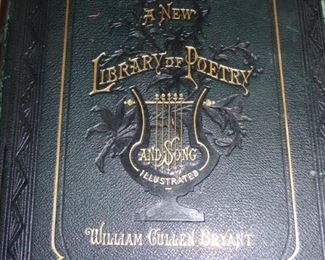 A NEW
LIBRARY OF POETRY
AND SONG
ILLUSTRATED
WILLIAM CULLEN BRYANT